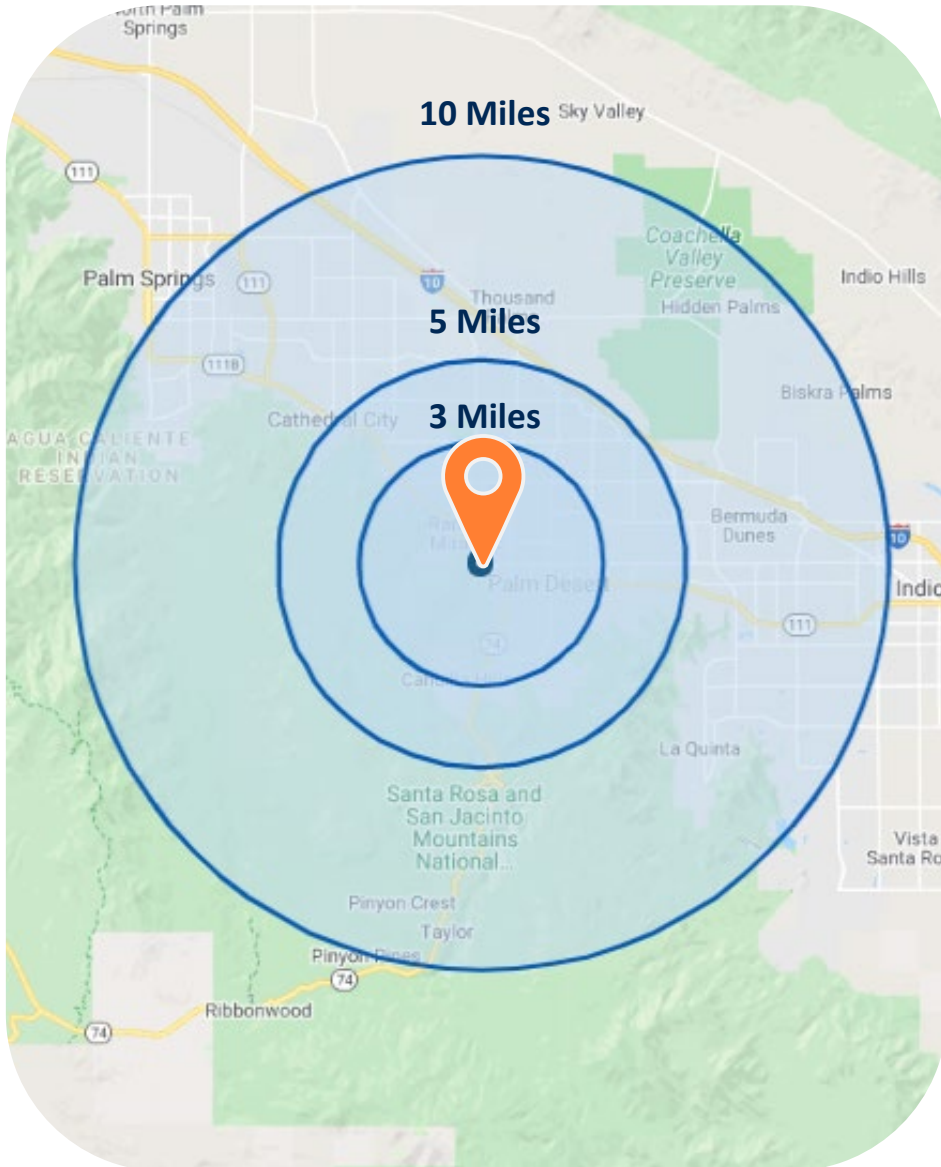 North Palm
Springs
10 Miles
Sky Valley
111
Coachella
Valley
Preserve
Palm Springs
111
10
Indio Hills
Thousand
Hidden Palms
5 Miles
1118
Biskra Palms
3 Miles
Cathedral City
AGUA CALIENTE
INDIAN
RESERVATION
Bermuda
Dunes
10
Palm Desert
Indio
111
74
La Quinta
Santa Rosa and
San Jacinto
Mountains
National...
Vista
Santa Ro
Pinyon Crest
Taylor
Pinyon Pines
74
Ribbonwood
74